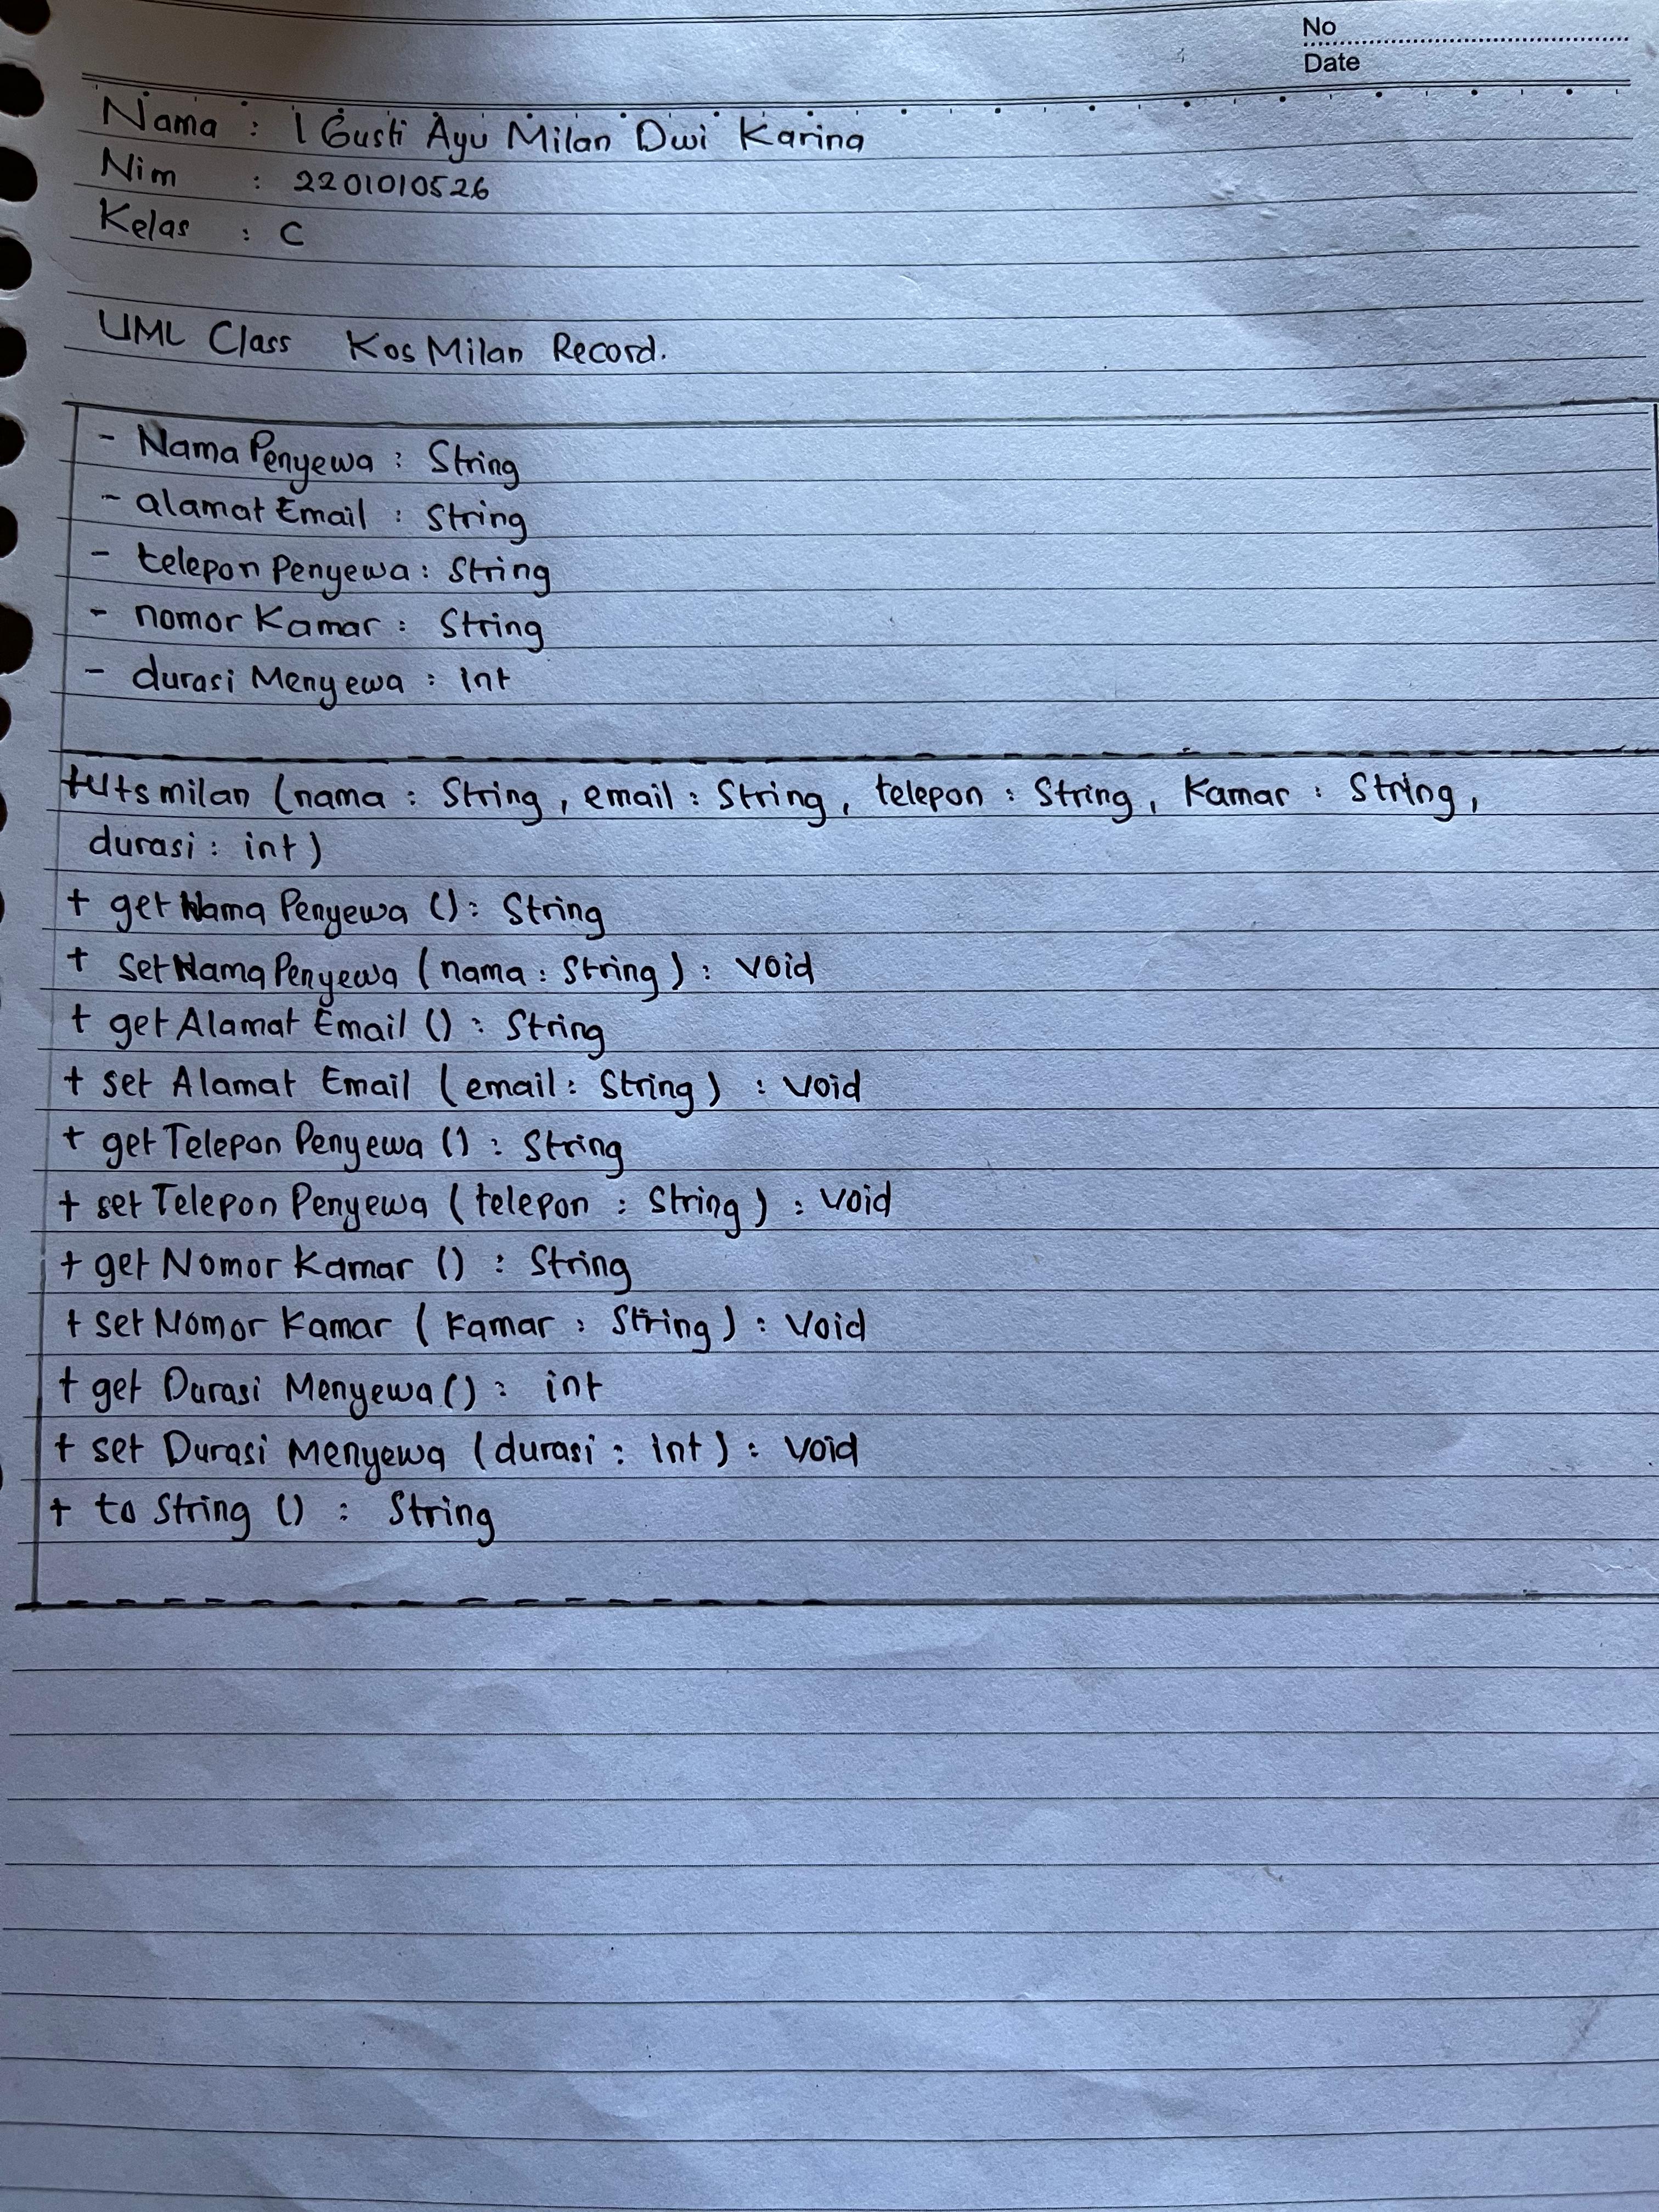 No
Date
Nama : I Gusti Ayu Milan Dwi Karina
Nim : 2201010526
Kelas : C
UML Class Kos Milan Record.
- Nama Penyewa : String
- alamat Email : String
- telepon Penyewa : String
- nomor Kamar : String
- durasi Menyewa : Int
+Utsmilan (nama : String, email : String, telepon : String, Kamar : String,
durasi : int)
+ get Nama Penyewa () : String
+ set Nama Penyewa (nama : String) : void
+ get Alamat Email () : String
+ set Alamat Email (email : String) : void
+ get Telepon Penyewa () : String
+ set Telepon Penyewa (telepon : String) : void
+ get Nomor Kamar () : String
+ set Nomor Kamar (Kamar : String) : Void
+ get Durasi Menyewa () : int
+ set Durasi Menyewa (durasi : int) : Void
+ to String () : String